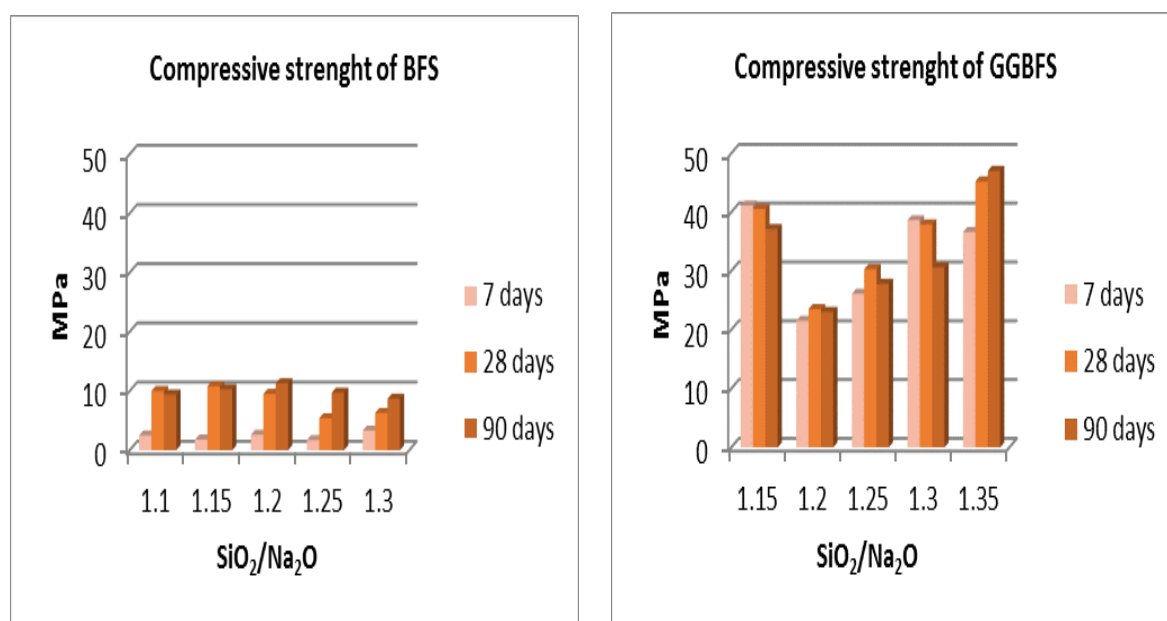 Compressive strenght of BFS
50
40
30
20
10
0
MPa
1.1 1.15 1.2 1.25 1.3
SiO₂/Na₂O
7 days
28 days
90 days
Compressive strenght of GGBFS
50
40
30
20
10
0
MPa
1.15 1.2 1.25 1.3 1.35
SiO₂/Na₂O
7 days
28 days
90 days